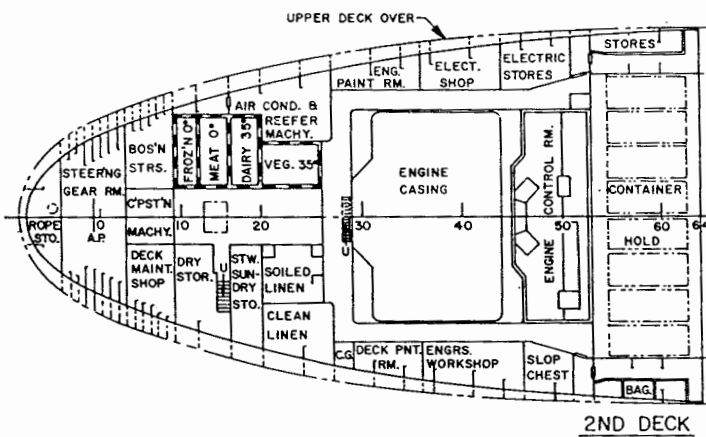 UPPER DECK OVER
STORES
ELECTRIC
STORES
ELECT.
SHOP
ENG.
PAINT RM.
AIR COND. &
REEFER
MACHY.
BOS'N
STRS.
FROZ'N 0°
MEAT 0°
DAIRY 35°
VEG. 35°
STEER'NG
GEAR RM.
ENGINE
CASING
ENGINE CONTROL RM.
CONTAINER
HOLD
C'PST'N
MACHY.
ROPE
STO.
0
A.P.
10
20
30
40
50
60
64
DECK
MAINT.
SHOP
DRY
STOR.
U
STW.
SUN-
DRY
STO.
SOILED
LINEN
CLEAN
LINEN
C.G.
DECK PNT.
RM.
ENGRS.
WORKSHOP
SLOP
CHEST
BAG.
2ND DECK